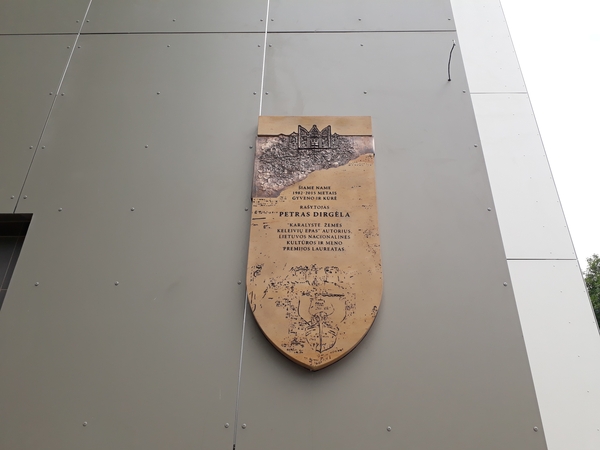 ŠIAME NAME
1982-2015 METAIS
GYVENO IR KŪRĖ
RAŠYTOJAS
PETRAS DIRGĖLA
"KARALYSTĖ. ŽEMĖS
KELEIVIŲ EPAS" AUTORIUS,
LIETUVOS NACIONALINĖS
KULTŪROS IR MENO
PREMIJOS LAUREATAS